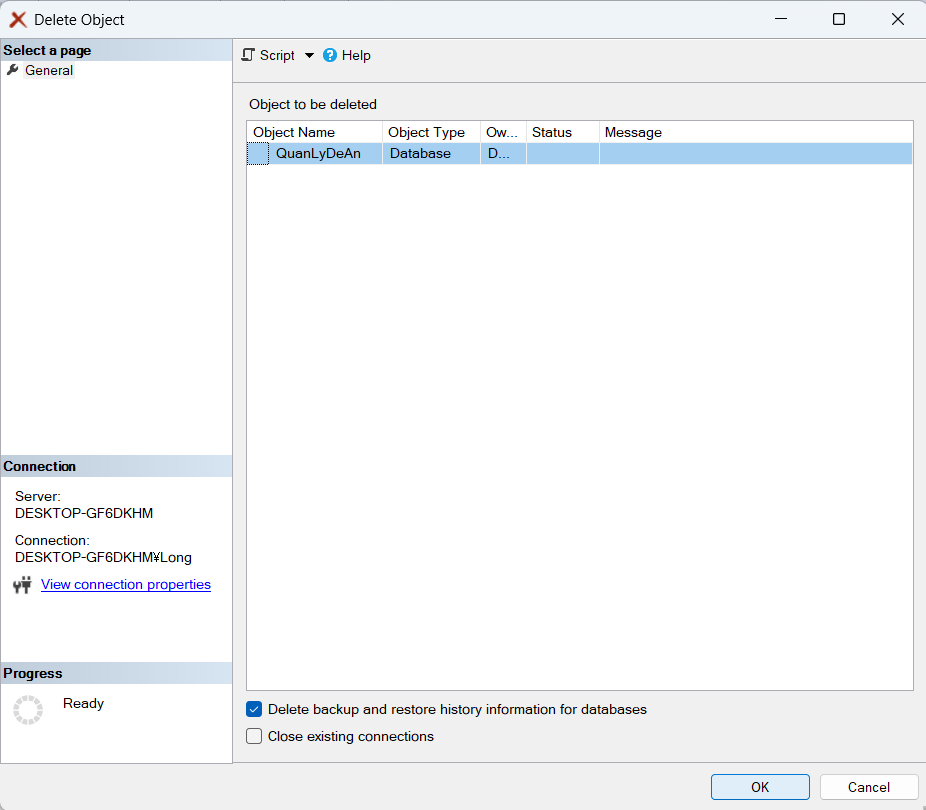 Delete Object
Select a page
General
Script
Help
Object to be deleted
Object Name Object Type Ow... Status Message
QuanLyDeAn Database D...
Connection
Server:
DESKTOP-GF6DKHM
Connection:
DESKTOP-GF6DKHM¥Long
View connection properties
Progress
Ready
Delete backup and restore history information for databases
Close existing connections
OK Cancel